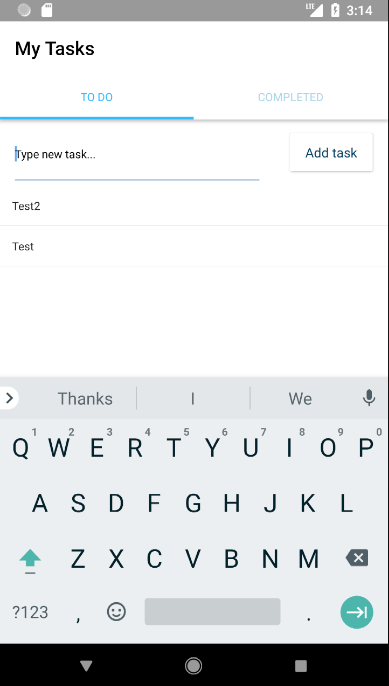 LTE 3:14
My Tasks
TO DO COMPLETED
Type new task...
Add task
Test2
Test
Thanks I We
1 2 3 4 5 6 7 8 9 0
Q W E R T Y U I O P
A S D F G H J K L
Z X C V B N M
?123 , .